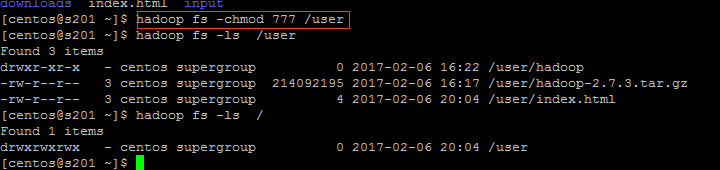 downloads index.html input
[centos@s201 ~]$ hadoop fs -chmod 777 /user
[centos@s201 ~]$ hadoop fs -ls  /user
Found 3 items
drwxr-xr-x   - centos supergroup          0 2017-02-06 16:22 /user/hadoop
-rw-r--r--   3 centos supergroup  214092195 2017-02-06 16:17 /user/hadoop-2.7.3.tar.gz
-rw-r--r--   3 centos supergroup          4 2017-02-06 20:04 /user/index.html
[centos@s201 ~]$ hadoop fs -ls  /
Found 1 items
drwxrwxrwx   - centos supergroup          0 2017-02-06 20:04 /user
[centos@s201 ~]$